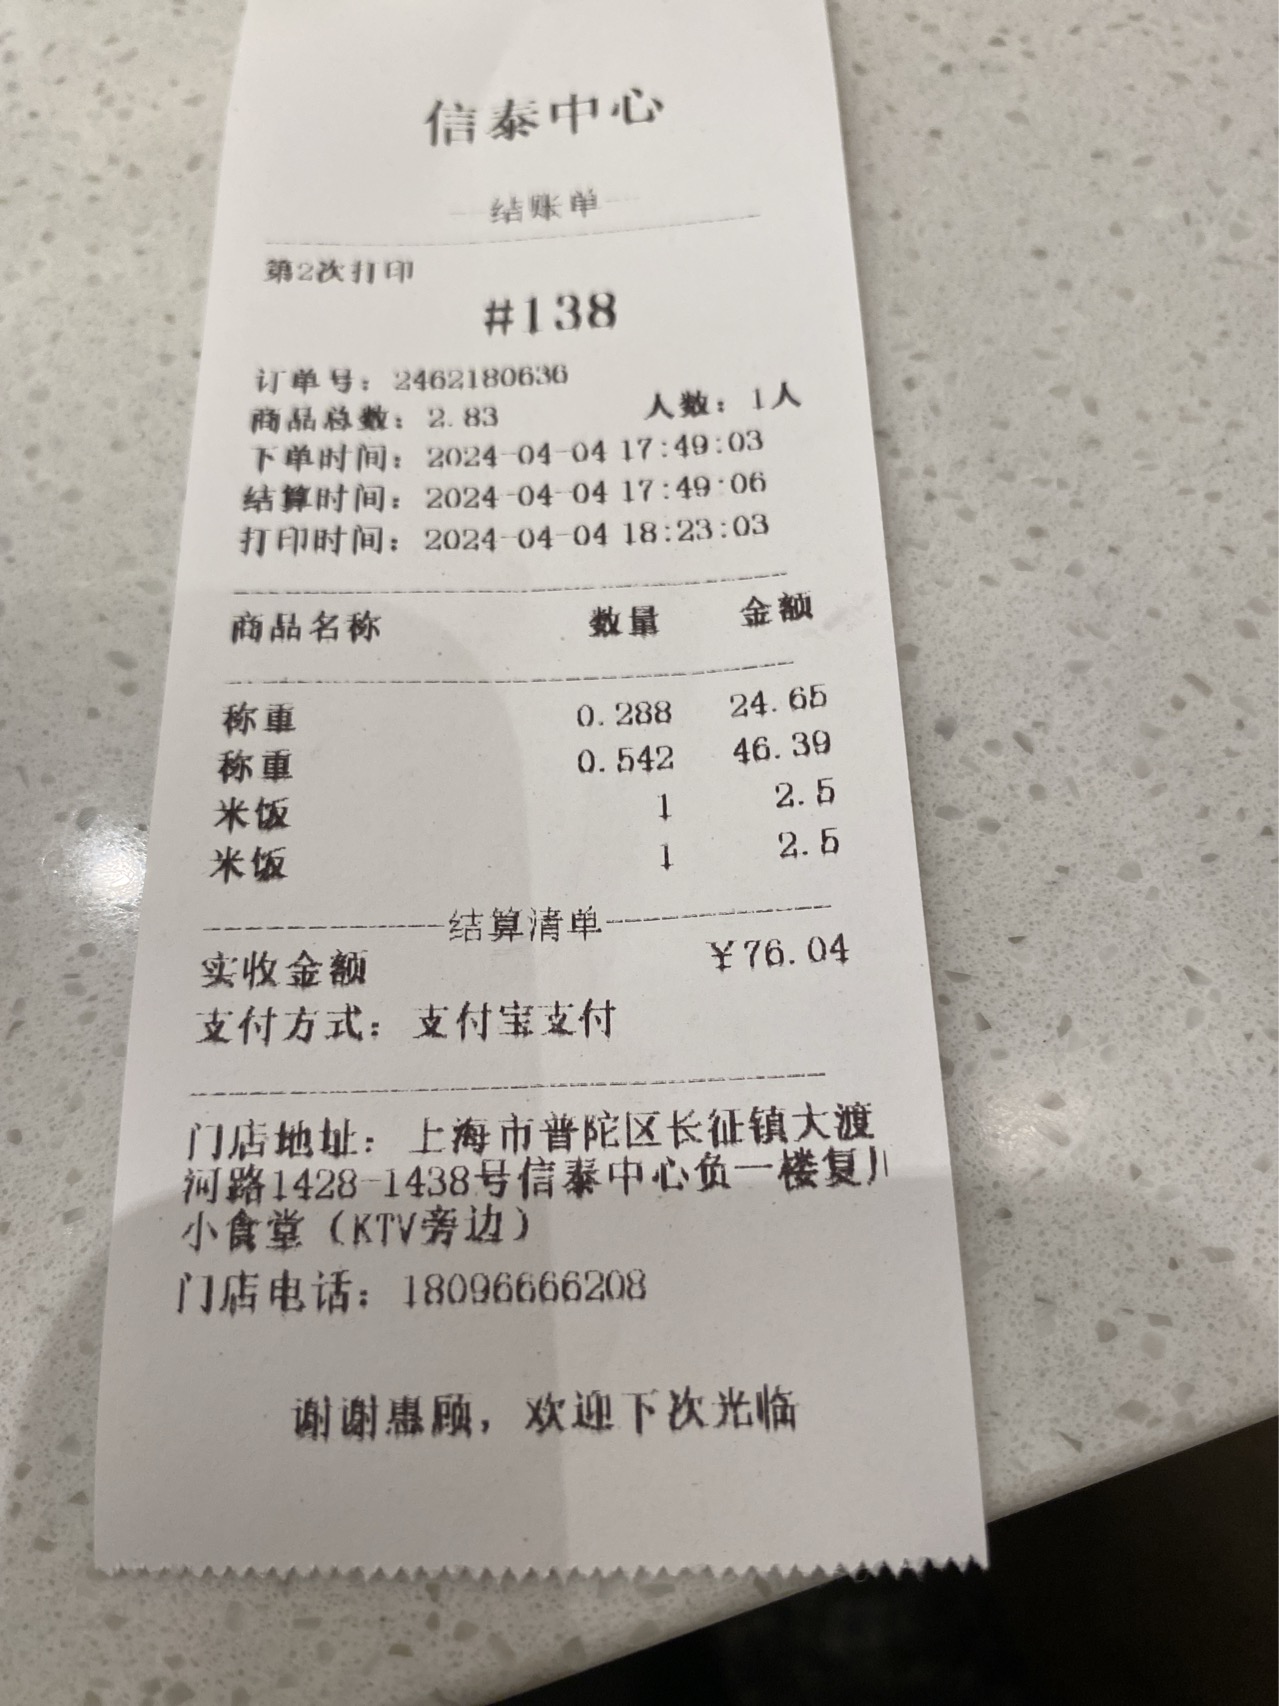 信泰中心
结账单
第2次打印
#138
订单号：2462180636
商品总数：2.83 人数：1人
下单时间：2024-04-04 17:49:03
结算时间：2024-04-04 17:49:06
打印时间：2024-04-04 18:23:03
商品名称 数量 金额
称重 0.288 24.65
称重 0.542 46.39
米饭 1 2.5
米饭 1 2.5
结算清单
实收金额 ¥76.04
支付方式：支付宝支付
门店地址：上海市普陀区长征镇大渡
河路1428-1438号信泰中心负一楼复川
小食堂（KTV旁边）
门店电话：18096666208
谢谢惠顾，欢迎下次光临